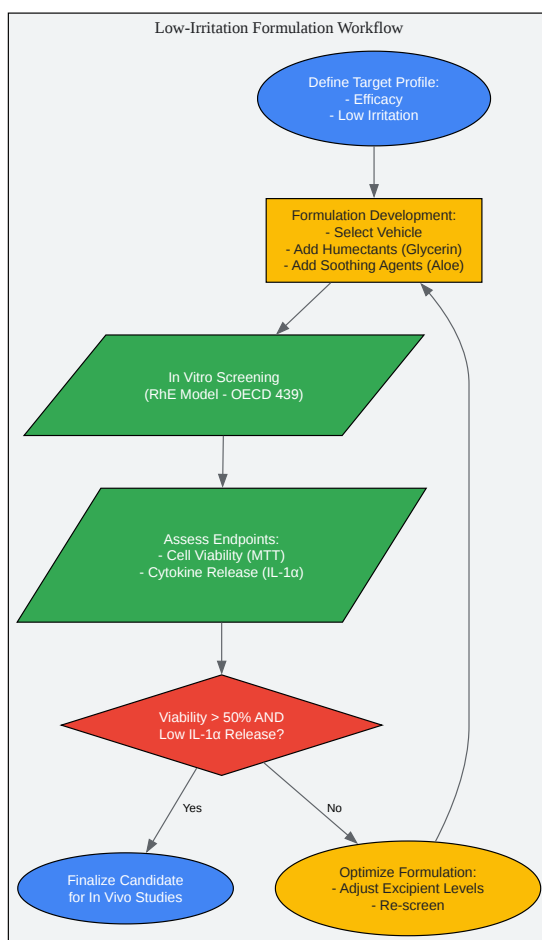 Low-Irritation Formulation Workflow
Define Target Profile:
- Efficacy
- Low Irritation
Formulation Development:
- Select Vehicle
- Add Humectants (Glycerin)
- Add Soothing Agents (Aloe)
In Vitro Screening
(RhE Model - OECD 439)
Assess Endpoints:
- Cell Viability (MTT)
- Cytokine Release (IL-1α)
Viability > 50% AND
Low IL-1α Release?
Yes
No
Finalize Candidate
for In Vivo Studies
Optimize Formulation:
- Adjust Excipient Levels
- Re-screen